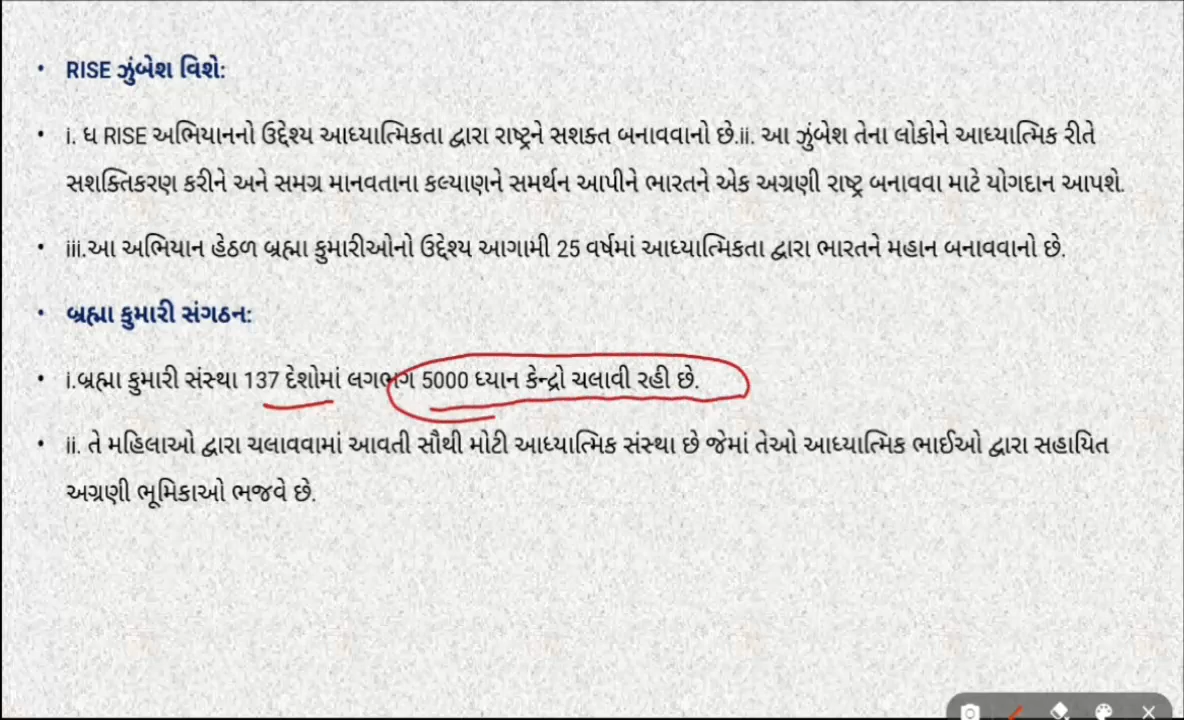 • RISE ઝુંબેશ વિશે:
• i. ધ RISE અભિયાનનો ઉદ્દેશ્ય આધ્યાત્મિકતા દ્વારા રાષ્ટ્રને સશક્ત બનાવવાનો છે.ii. આ ઝુંબેશ તેના લોકોને આધ્યાત્મિક રીતે
સશક્તિકરણ કરીને અને સમગ્ર માનવતાના કલ્યાણને સમર્થન આપીને ભારતને એક અગ્રણી રાષ્ટ્ર બનાવવા માટે યોગદાન આપશે.
• iii.આ અભિયાન હેઠળ બ્રહ્મા કુમારીઓનો ઉદ્દેશ્ય આગામી 25 વર્ષમાં આધ્યાત્મિકતા દ્વારા ભારતને મહાન બનાવવાનો છે.
• બ્રહ્મા કુમારી સંગઠન:
• i.બ્રહ્મા કુમારી સંસ્થા 137 દેશોમાં લગભગ 5000 ધ્યાન કેન્દ્રો ચલાવી રહી છે.
• ii. તે મહિલાઓ દ્વારા ચલાવવામાં આવતી સૌથી મોટી આધ્યાત્મિક સંસ્થા છે જેમાં તેઓ આધ્યાત્મિક ભાઈઓ દ્વારા સહાયિત
અગ્રણી ભૂમિકાઓ ભજવે છે.